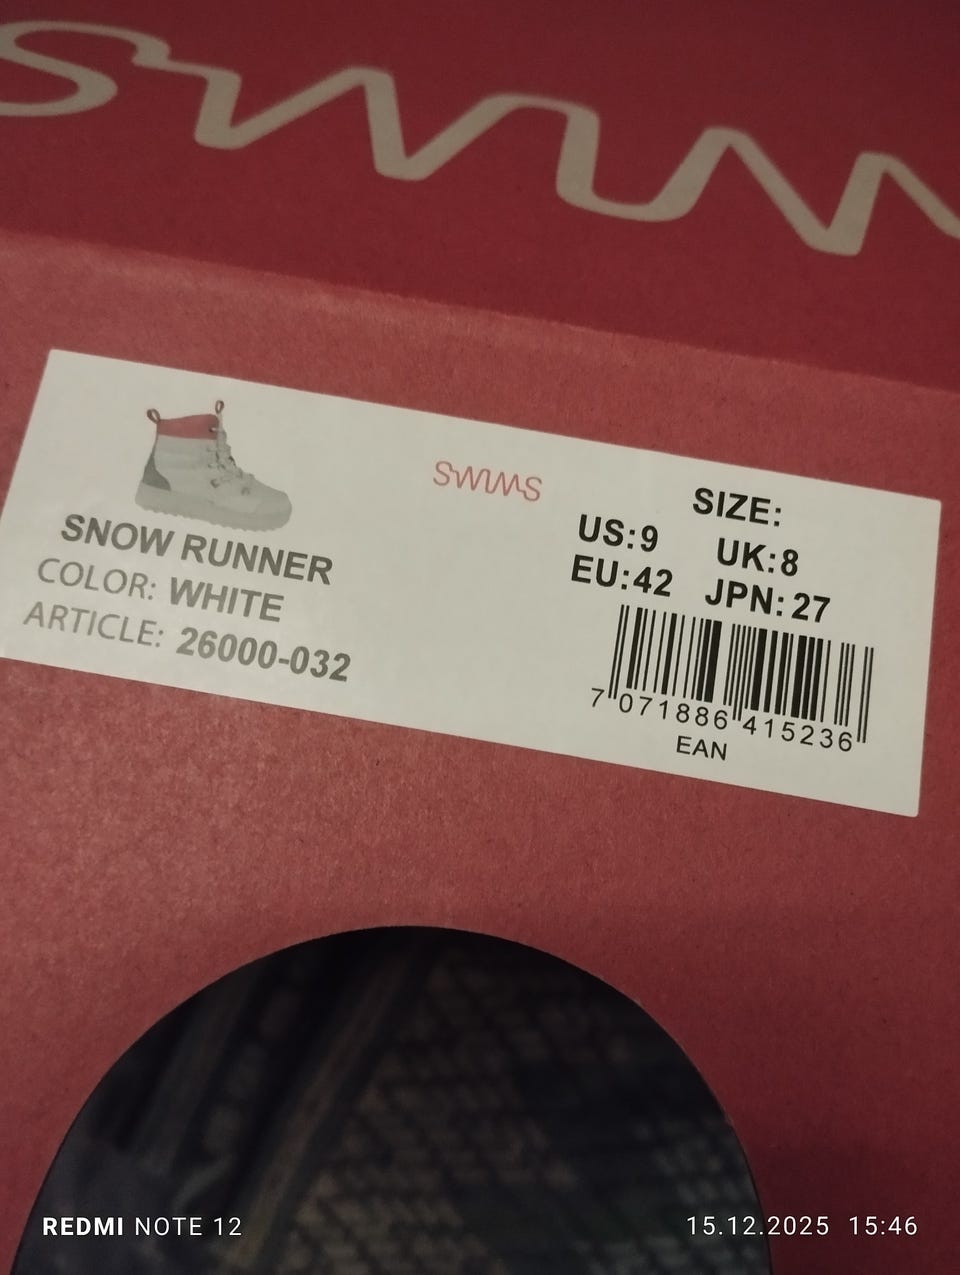 SWIM
SWIMS
SNOW RUNNER
COLOR: WHITE
ARTICLE: 26000-032
SIZE:
US:9 UK:8
EU:42 JPN:27
7 071886 415236
EAN
REDMI NOTE 12
15.12.2025 15:46